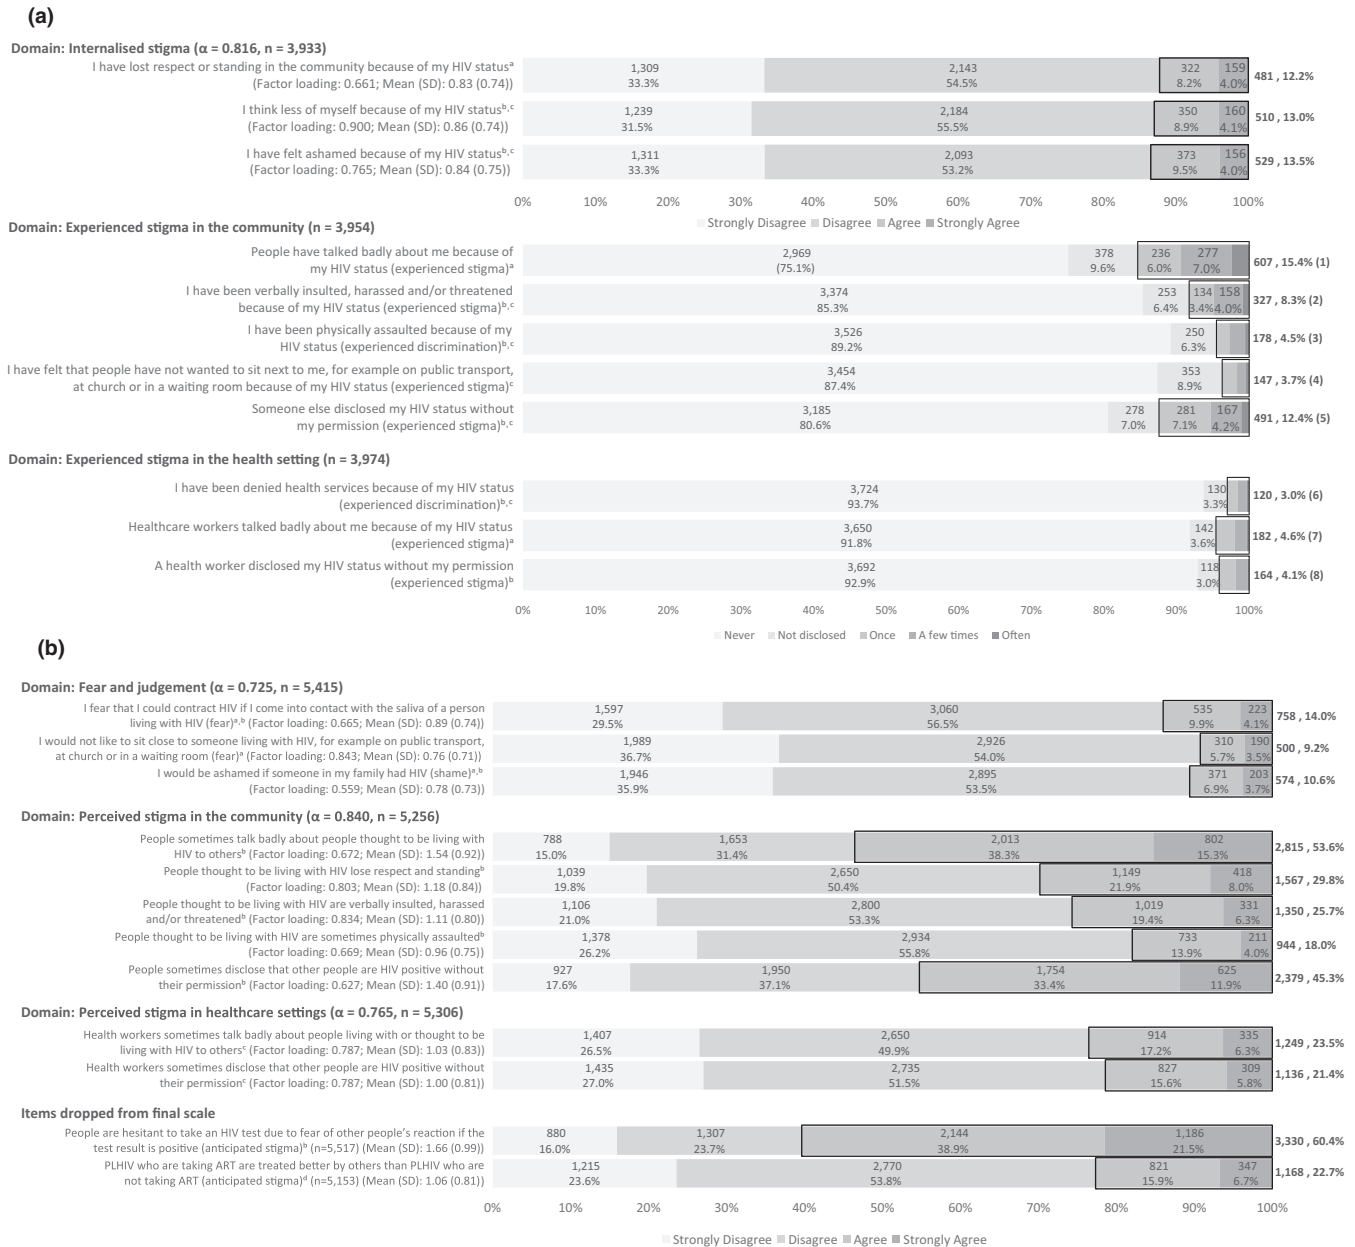 (a)
Domain: Internalised stigma (α = 0.816, n = 3,933)
I have lost respect or standing in the community because of my HIV statusᵃ
(Factor loading: 0.661; Mean (SD): 0.83 (0.74))
1,309 2,143 322 159
33.3% 54.5% 8.2% 4.0%
481 , 12.2%
I think less of myself because of my HIV statusᵇ,ᶜ
(Factor loading: 0.900; Mean (SD): 0.86 (0.74))
1,239 2,184 350 160
31.5% 55.5% 8.9% 4.1%
510 , 13.0%
I have felt ashamed because of my HIV statusᵇ,ᶜ
(Factor loading: 0.765; Mean (SD): 0.84 (0.75))
1,311 2,093 373 156
33.3% 53.2% 9.5% 4.0%
529 , 13.5%
0% 10% 20% 30% 40% 50% 60% 70% 80% 90% 100%
Strongly Disagree Disagree Agree Strongly Agree
Domain: Experienced stigma in the community (n = 3,954)
People have talked badly about me because of
my HIV status (experienced stigma)ᵃ
2,969 378 236 277
(75.1%) 9.6% 6.0% 7.0%
607 , 15.4% (1)
I have been verbally insulted, harassed and/or threatened
because of my HIV status (experienced stigma)ᵇ,ᶜ
3,374 253 134 158
85.3% 6.4% 3.4% 4.0%
327 , 8.3% (2)
I have been physically assaulted because of my
HIV status (experienced discrimination)ᵇ,ᶜ
3,526 250
89.2% 6.3%
178 , 4.5% (3)
I have felt that people have not wanted to sit next to me, for example on public transport,
at church or in a waiting room because of my HIV status (experienced stigma)ᶜ
3,454 353
87.4% 8.9%
147 , 3.7% (4)
Someone else disclosed my HIV status without
my permission (experienced stigma)ᵇ,ᶜ
3,185 278 281 167
80.6% 7.0% 7.1% 4.2%
491 , 12.4% (5)
Domain: Experienced stigma in the health setting (n = 3,974)
I have been denied health services because of my HIV status
(experienced discrimination)ᵇ,ᶜ
3,724 130
93.7% 3.3%
120 , 3.0% (6)
Healthcare workers talked badly about me because of my HIV status
(experienced stigma)ᵃ
3,650 142
91.8% 3.6%
182 , 4.6% (7)
A health worker disclosed my HIV status without my permission
(experienced stigma)ᵇ
3,692 118
92.9% 3.0%
164 , 4.1% (8)
0% 10% 20% 30% 40% 50% 60% 70% 80% 90% 100%
Never Not disclosed Once A few times Often
(b)
Domain: Fear and judgement (α = 0.725, n = 5,415)
I fear that I could contract HIV if I come into contact with the saliva of a person
living with HIV (fear)ᵃ,ᵇ (Factor loading: 0.665; Mean (SD): 0.89 (0.74))
1,597 3,060 535 223
29.5% 56.5% 9.9% 4.1%
758 , 14.0%
I would not like to sit close to someone living with HIV, for example on public transport,
at church or in a waiting room (fear)ᵃ (Factor loading: 0.843; Mean (SD): 0.76 (0.71))
1,989 2,926 310 190
36.7% 54.0% 5.7% 3.5%
500 , 9.2%
I would be ashamed if someone in my family had HIV (shame)ᵃ,ᵇ
(Factor loading: 0.559; Mean (SD): 0.78 (0.73))
1,946 2,895 371 203
35.9% 53.5% 6.9% 3.7%
574 , 10.6%
Domain: Perceived stigma in the community (α = 0.840, n = 5,256)
People sometimes talk badly about people thought to be living with
HIV to othersᵇ (Factor loading: 0.672; Mean (SD): 1.54 (0.92))
788 1,653 2,013 802
15.0% 31.4% 38.3% 15.3%
2,815 , 53.6%
People thought to be living with HIV lose respect and standingᵇ
(Factor loading: 0.803; Mean (SD): 1.18 (0.84))
1,039 2,650 1,149 418
19.8% 50.4% 21.9% 8.0%
1,567 , 29.8%
People thought to be living with HIV are verbally insulted, harassed
and/or threatenedᵇ (Factor loading: 0.834; Mean (SD): 1.11 (0.80))
1,106 2,800 1,019 331
21.0% 53.3% 19.4% 6.3%
1,350 , 25.7%
People thought to be living with HIV are sometimes physically assaultedᵇ
(Factor loading: 0.669; Mean (SD): 0.96 (0.75))
1,378 2,934 733 211
26.2% 55.8% 13.9% 4.0%
944 , 18.0%
People sometimes disclose that other people are HIV positive without
their permissionᵇ (Factor loading: 0.627; Mean (SD): 1.40 (0.91))
927 1,950 1,754 625
17.6% 37.1% 33.4% 11.9%
2,379 , 45.3%
Domain: Perceived stigma in healthcare settings (α = 0.765, n = 5,306)
Health workers sometimes talk badly about people living with or thought to be
living with HIV to othersᶜ (Factor loading: 0.787; Mean (SD): 1.03 (0.83))
1,407 2,650 914 335
26.5% 49.9% 17.2% 6.3%
1,249 , 23.5%
Health workers sometimes disclose that other people are HIV positive without
their permissionᶜ (Factor loading: 0.787; Mean (SD): 1.00 (0.81))
1,435 2,735 827 309
27.0% 51.5% 15.6% 5.8%
1,136 , 21.4%
Items dropped from final scale
People are hesitant to take an HIV test due to fear of other people's reaction if the
test result is positive (anticipated stigma)ᵇ (n=5,517) (Mean (SD): 1.66 (0.99))
880 1,307 2,144 1,186
16.0% 23.7% 38.9% 21.5%
3,330 , 60.4%
PLHIV who are taking ART are treated better by others than PLHIV who are
not taking ART (anticipated stigma)ᵈ (n=5,153) (Mean (SD): 1.06 (0.81))
1,215 2,770 821 347
23.6% 53.8% 15.9% 6.7%
1,168 , 22.7%
0% 10% 20% 30% 40% 50% 60% 70% 80% 90% 100%
Strongly Disagree Disagree Agree Strongly Agree